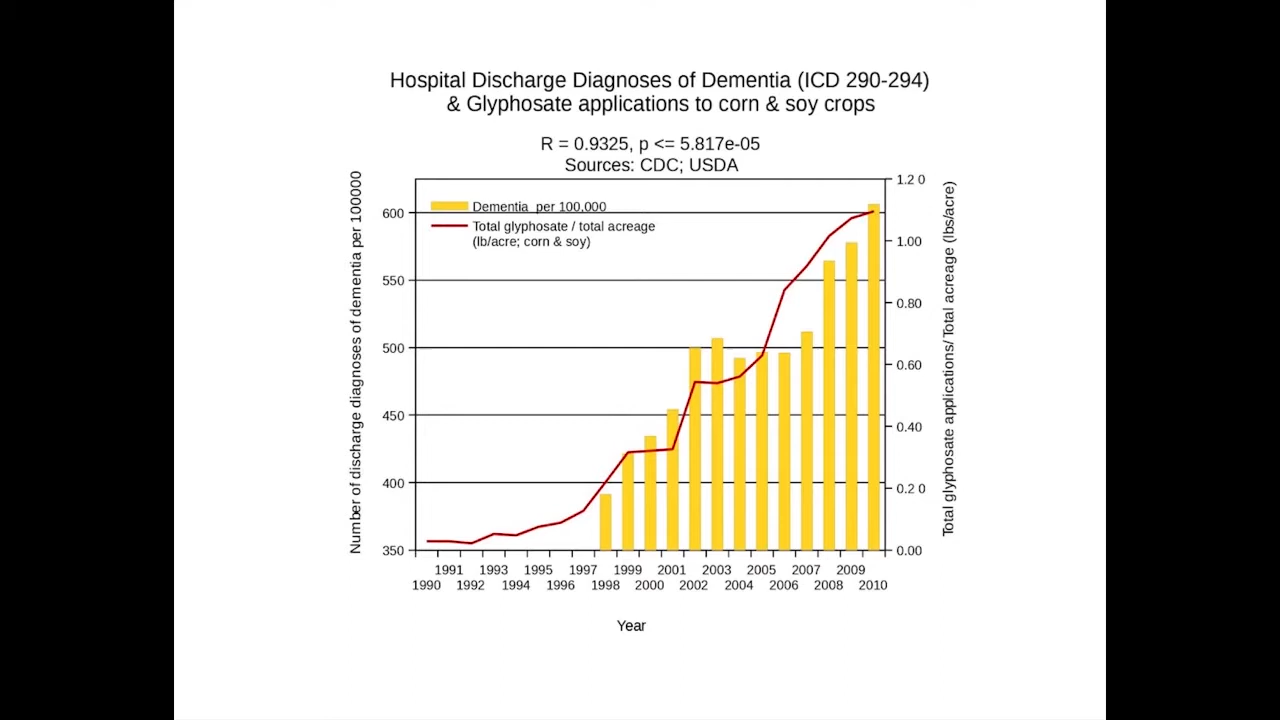 Hospital Discharge Diagnoses of Dementia (ICD 290-294)
& Glyphosate applications to corn & soy crops
R = 0.9325, p <= 5.817e-05
Sources: CDC; USDA
Number of discharge diagnoses of dementia per 100000
600
550
500
450
400
350
Dementia per 100,000
Total glyphosate / total acreage
(lb/acre; corn & soy)
1.2 0
1.00
0.80
0.60
0.40
0.2 0
0.00
Total glyphosate applications/Total acreage (lbs/acre)
1991 1993 1995 1997 1999 2001 2003 2005 2007 2009
1990 1992 1994 1996 1998 2000 2002 2004 2006 2008 2010
Year